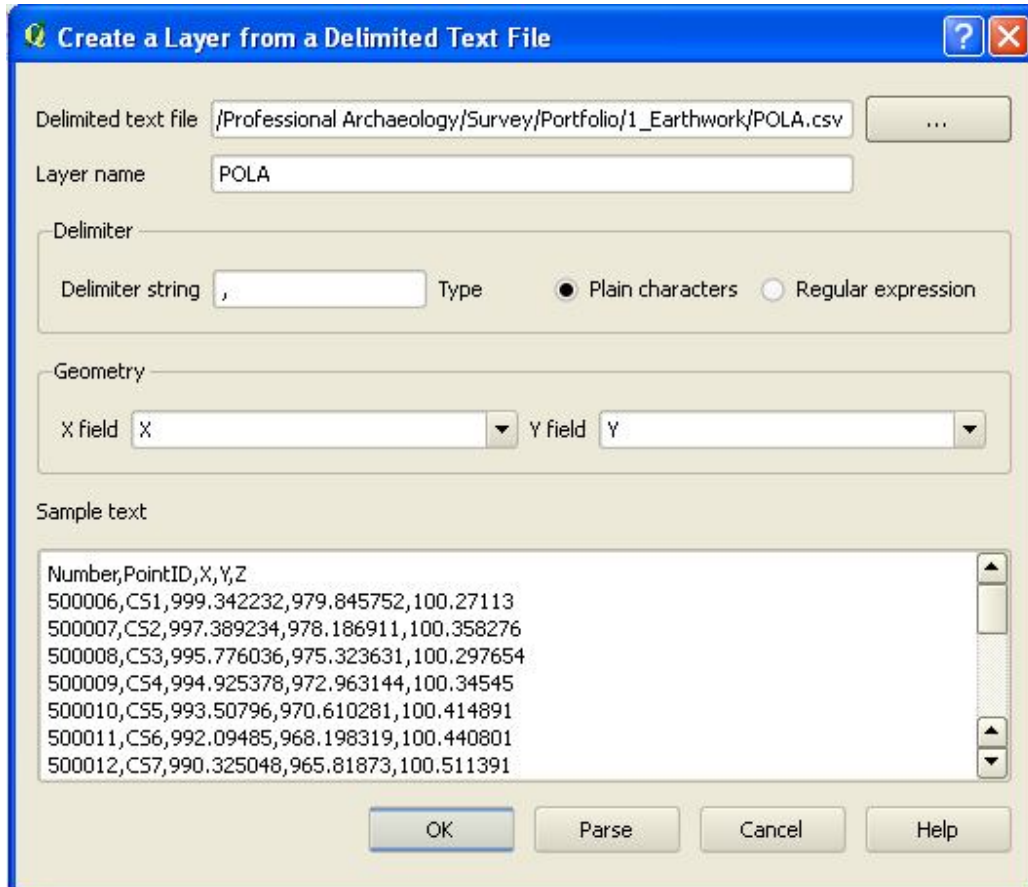 Create a Layer from a Delimited Text File ?
Delimited text file /Professional Archaeology/Survey/Portfolio/1_Earthwork/POLA.csv ...
Layer name POLA
Delimiter
Delimiter string , Type Plain characters Regular expression
Geometry
X field X Y field Y
Sample text
Number,PointID,X,Y,Z
500006,CS1,999.342232,979.845752,100.27113
500007,CS2,997.389234,978.186911,100.358276
500008,CS3,995.776036,975.323631,100.297654
500009,CS4,994.925378,972.963144,100.34545
500010,CS5,993.50796,970.610281,100.414891
500011,CS6,992.09485,968.198319,100.440801
500012,CS7,990.325048,965.81873,100.511391
OK Parse Cancel Help